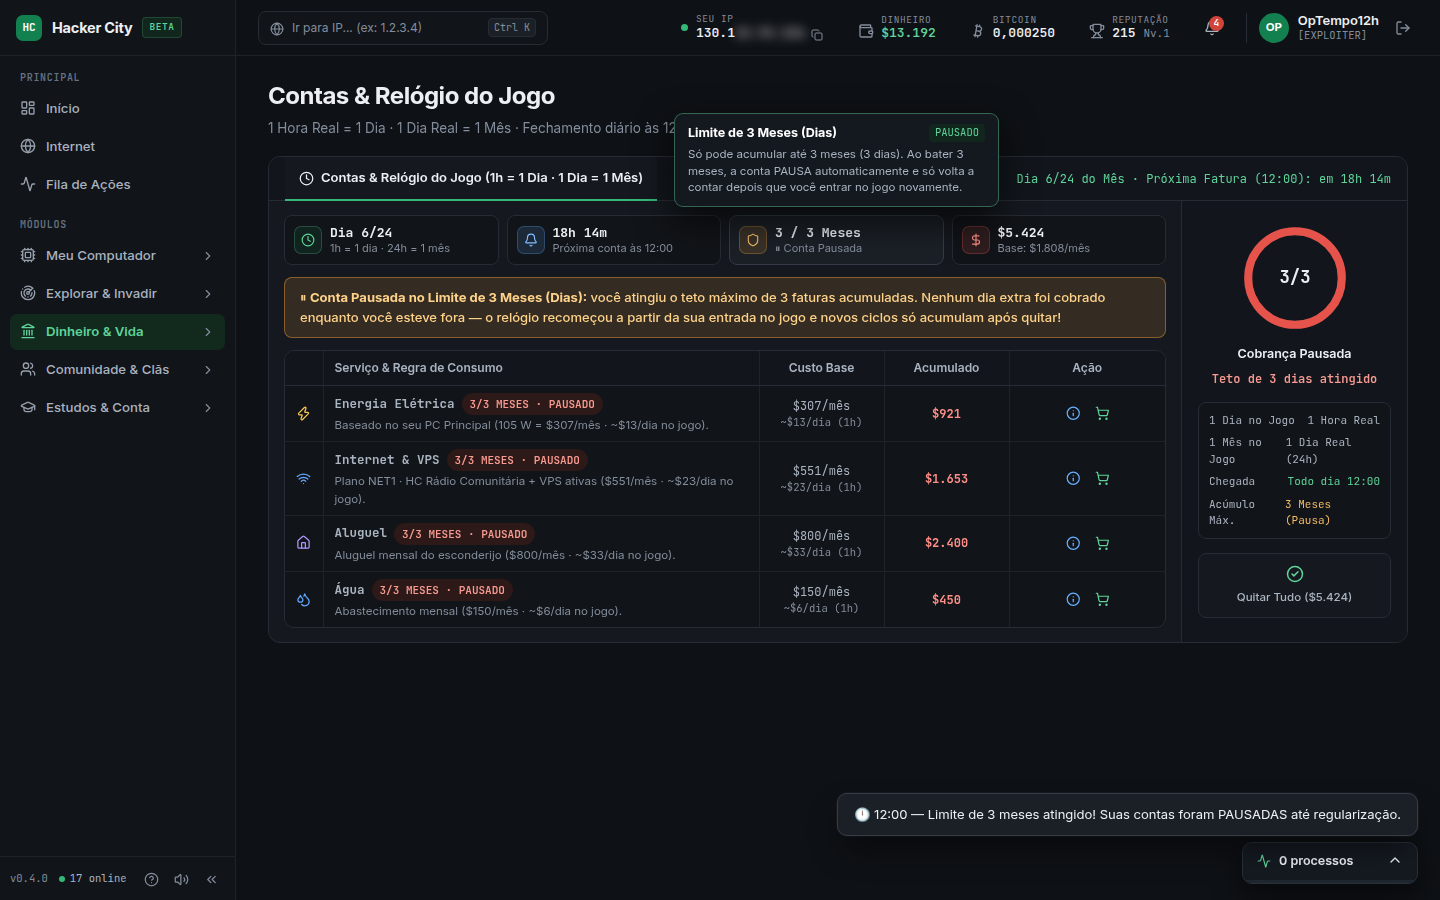 HC Hacker City BETA
Ir para IP... (ex: 1.2.3.4) Ctrl K
SEU IP
130.1
DINHEIRO
$13.192
BITCOIN
0,000250
REPUTAÇÃO
215 Nv.1
4
OP
OpTempo12h
[EXPLOITER]
PRINCIPAL
Início
Internet
Fila de Ações
MÓDULOS
Meu Computador
Explorar & Invadir
Dinheiro & Vida
Comunidade & Clãs
Estudos & Conta
v0.4.0 17 online
Contas & Relógio do Jogo
1 Hora Real = 1 Dia · 1 Dia Real = 1 Mês · Fechamento diário às 12
Limite de 3 Meses (Dias) PAUSADO
Só pode acumular até 3 meses (3 dias). Ao bater 3
meses, a conta PAUSA automaticamente e só volta a
contar depois que você entrar no jogo novamente.
Contas & Relógio do Jogo (1h = 1 Dia · 1 Dia = 1 Mês)
Dia 6/24 do Mês · Próxima Fatura (12:00): em 18h 14m
Dia 6/24
1h = 1 dia · 24h = 1 mês
18h 14m
Próxima conta às 12:00
3 / 3 Meses
⏸ Conta Pausada
$5.424
Base: $1.808/mês
⏸ Conta Pausada no Limite de 3 Meses (Dias): você atingiu o teto máximo de 3 faturas acumuladas. Nenhum dia extra foi cobrado
enquanto você esteve fora — o relógio recomeçou a partir da sua entrada no jogo e novos ciclos só acumulam após quitar!
Serviço & Regra de Consumo Custo Base Acumulado Ação
Energia Elétrica 3/3 MESES · PAUSADO
Baseado no seu PC Principal (105 W = $307/mês · ~$13/dia no jogo).
$307/mês
~$13/dia (1h)
$921
Internet & VPS 3/3 MESES · PAUSADO
Plano NET1 · HC Rádio Comunitária + VPS ativas ($551/mês · ~$23/dia no
jogo).
$551/mês
~$23/dia (1h)
$1.653
Aluguel 3/3 MESES · PAUSADO
Aluguel mensal do esconderijo ($800/mês · ~$33/dia no jogo).
$800/mês
~$33/dia (1h)
$2.400
Água 3/3 MESES · PAUSADO
Abastecimento mensal ($150/mês · ~$6/dia no jogo).
$150/mês
~$6/dia (1h)
$450
3/3
Cobrança Pausada
Teto de 3 dias atingido
1 Dia no Jogo 1 Hora Real
1 Mês no 1 Dia Real
Jogo (24h)
Chegada Todo dia 12:00
Acúmulo 3 Meses
Máx. (Pausa)
Quitar Tudo ($5.424)
12:00 — Limite de 3 meses atingido! Suas contas foram PAUSADAS até regularização.
0 processos